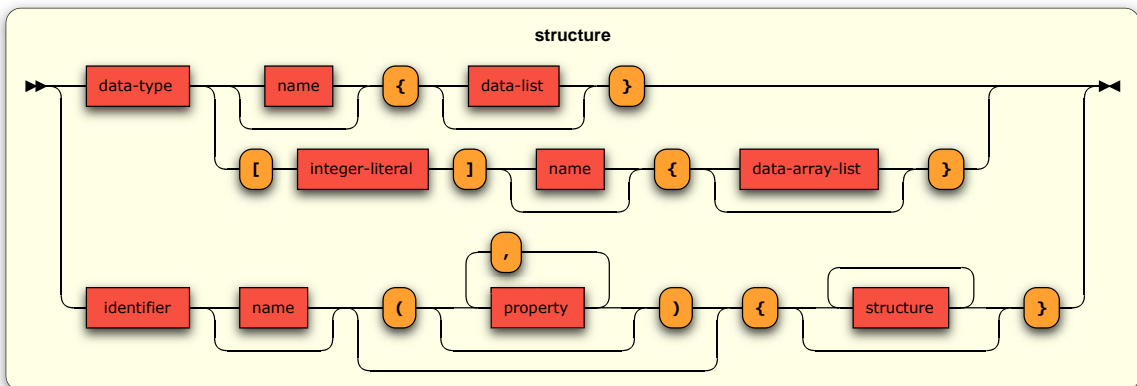 structure
data-type name { data-list }
[ integer-literal ] name { data-array-list }
,
identifier name ( property ) { structure }